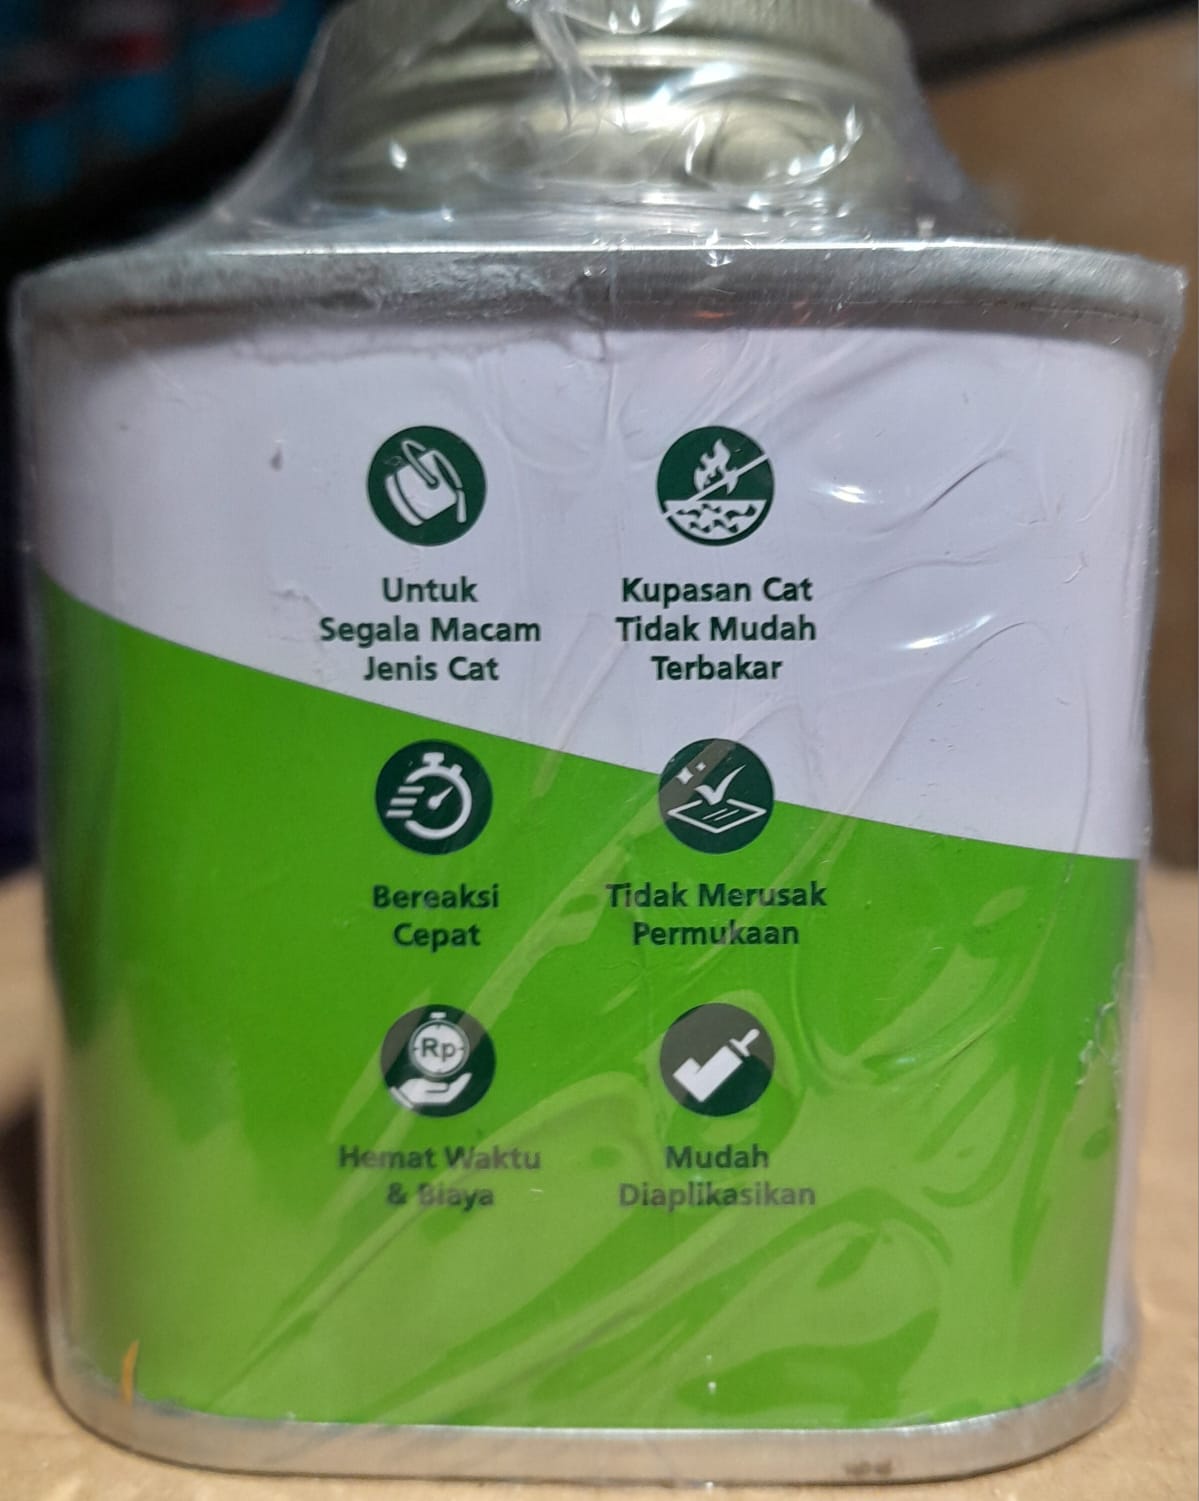 Untuk
Segala Macam
Jenis Cat
Kupasan Cat
Tidak Mudah
Terbakar
Bereaksi
Cepat
Tidak Merusak
Permukaan
Rp
Hemat Waktu
& Biaya
Mudah
Diaplikasikan